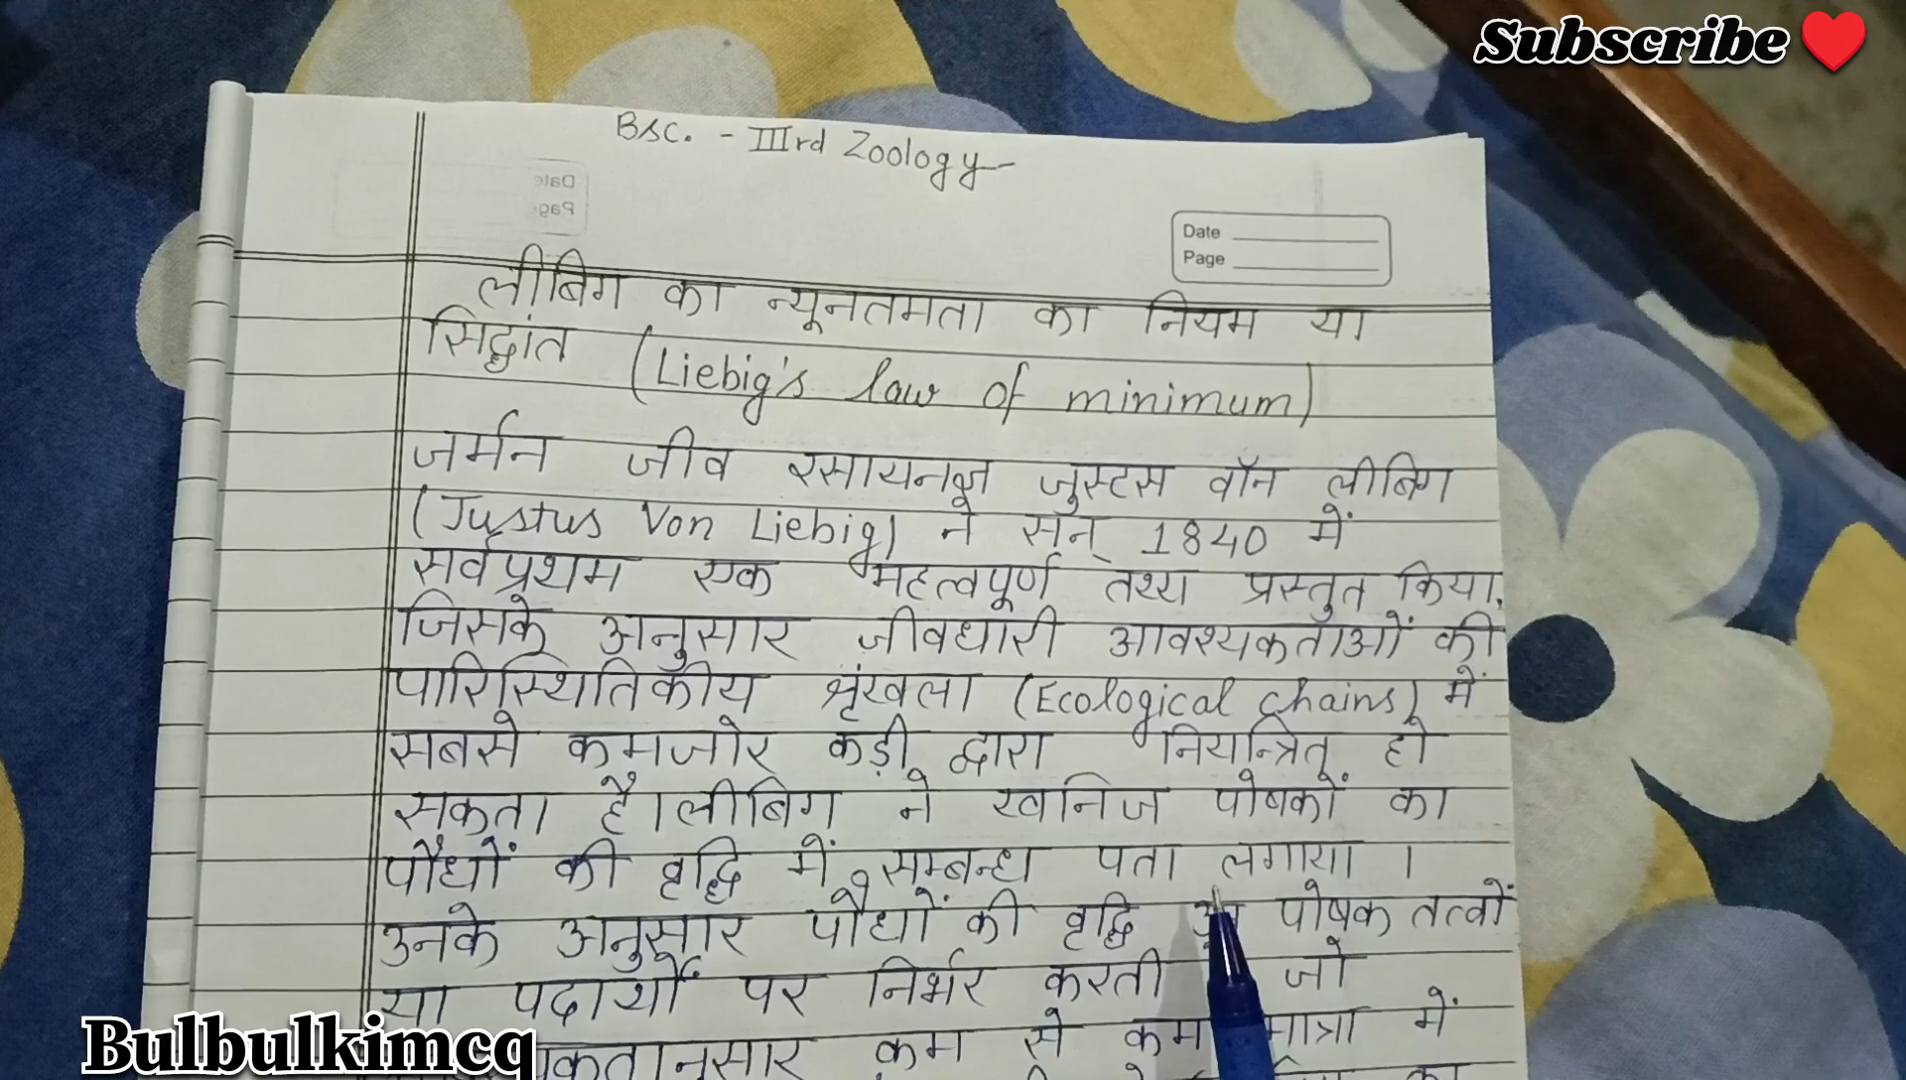 Subscribe
Bsc. - IIIrd Zoology-
Date
Page
Date
Page
लीबिग का न्यूनतमता का नियम या
सिद्धांत (Liebig's law of minimum)
जर्मन जीव रसायनज्ञ जुस्टस वॉन लीबिग
(Justus Von Liebig) ने सन् 1840 में
सर्वप्रथम एक महत्वपूर्ण तथ्य प्रस्तुत किया,
जिसके अनुसार जीवधारी आवश्यकताओं की
पारिस्थितिकीय श्रृंखला (Ecological chains) में
सबसे कमजोर कड़ी द्वारा नियन्त्रित हो
सकता है। लीबिग ने खनिज पोषकों का
पौधों की वृद्धि में सम्बन्ध पता लगाया ।
उनके अनुसार पौधों की वृद्धि पोषक तत्वों
या पदार्थों पर निर्भर करती जो
कम से कम मात्रा में
Bulbulkimcq